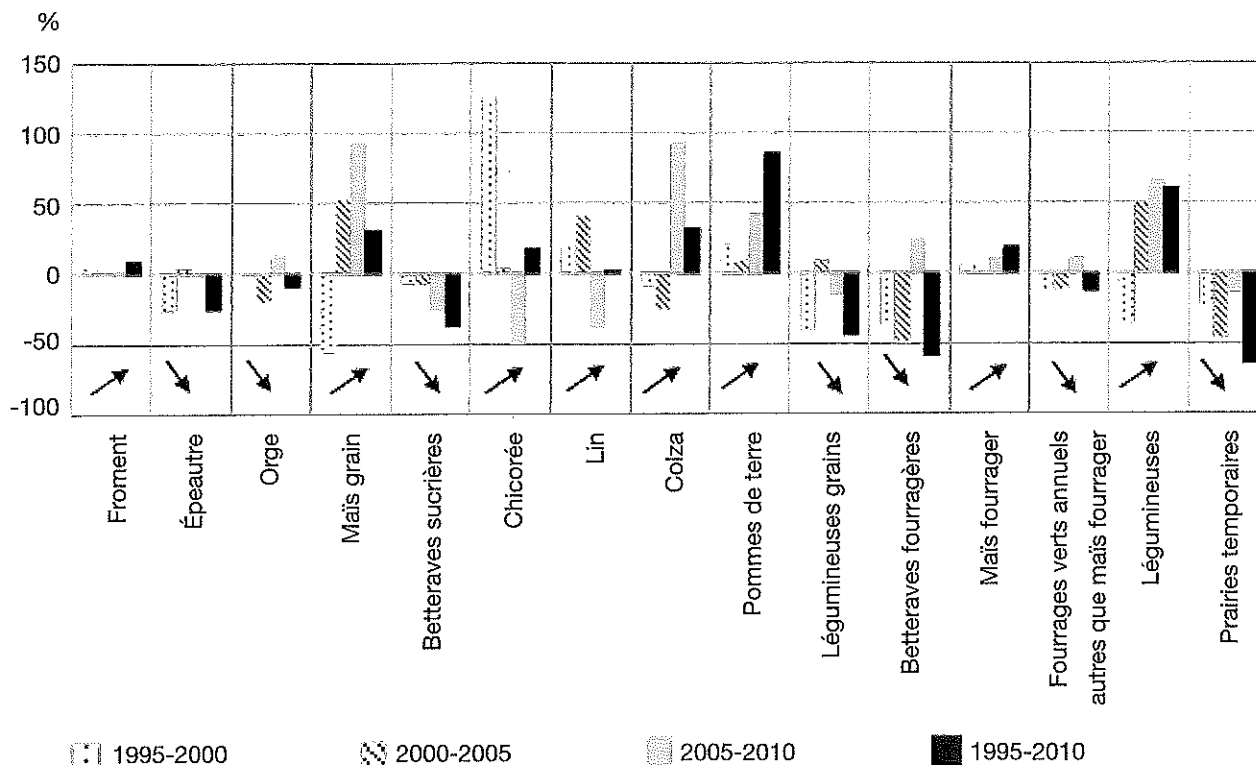 %
150
100
50
0
-50
-100
Froment
Épeautre
Orge
Maïs grain
Betteraves sucrières
Chicorée
Lin
Colza
Pommes de terre
Légumineuses grains
Betteraves fourragères
Maïs fourrager
Fourrages verts annuels
autres que maïs fourrager
Légumineuses
Prairies temporaires
1995-2000
2000-2005
2005-2010
1995-2010